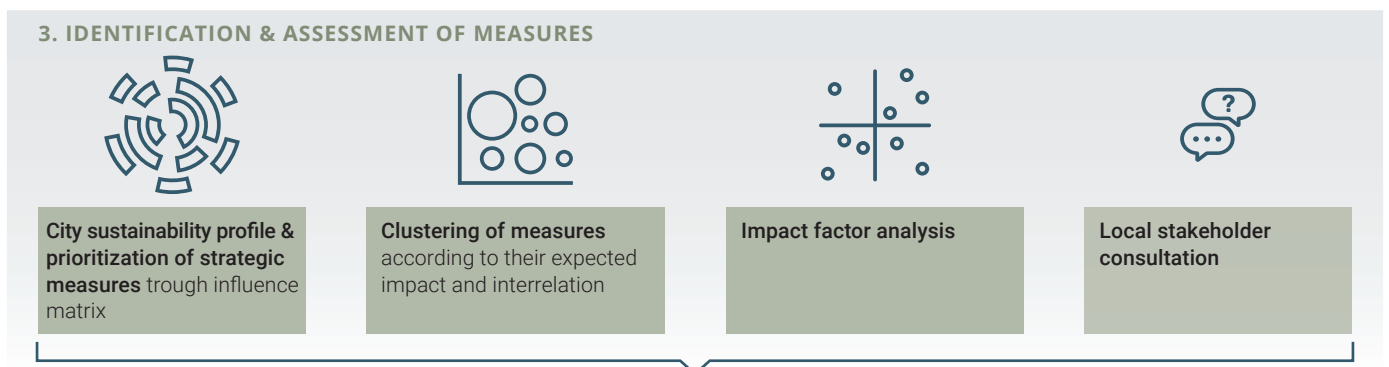 3. IDENTIFICATION & ASSESSMENT OF MEASURES
?
City sustainability profile &
prioritization of strategic
measures trough influence
matrix
Clustering of measures
according to their expected
impact and interrelation
Impact factor analysis
Local stakeholder
consultation